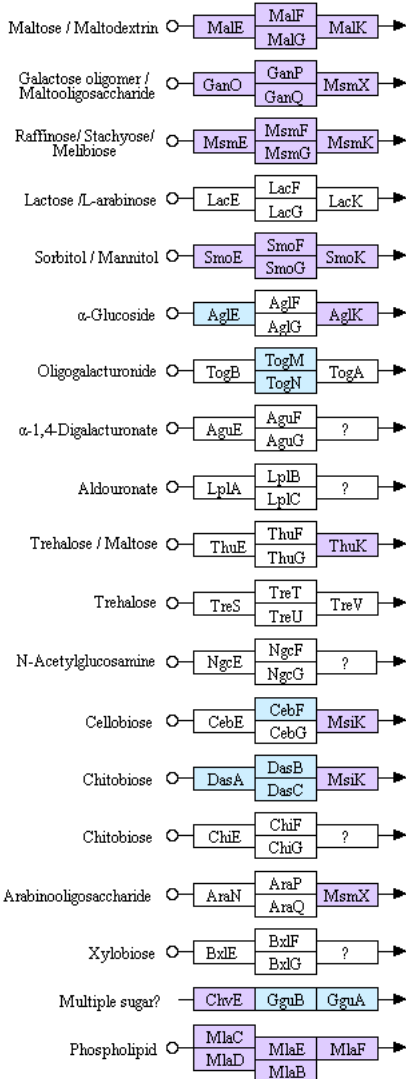 Maltose / Maltodextrin MalE MalF MalK
MalG
Galactose oligomer / Maltooligosaccharide GanO GanP MsmX
GanQ
Raffinose/ Stachyose/ Melibiose MsmE MsmF MsmK
MsmG
Lactose /L-arabinose LacE LacF LacK
LacG
Sorbitol / Mannitol SmoE SmoF SmoK
SmoG
α-Glucoside AglE AglF AglK
AglG
Oligogalacturonide TogB TogM TogA
TogN
α-1,4-Digalacturonate AguE AguF ?
AguG
Aldouronate LplA LplB ?
LplC
Trehalose / Maltose ThuE ThuF ThuK
ThuG
Trehalose TreS TreT TreV
TreU
N-Acetylglucosamine NgcE NgcF ?
NgcG
Cellobiose CebE CebF MsiK
CebG
Chitobiose DasA DasB MsiK
DasC
Chitobiose ChiE ChiF ?
ChiG
Arabinooligosaccharide AraN AraP MsmX
AraQ
Xylobiose BxlE BxlF ?
BxlG
Multiple sugar? ChvE GguB GguA
Phospholipid MlaC MlaE MlaF
MlaD MlaB